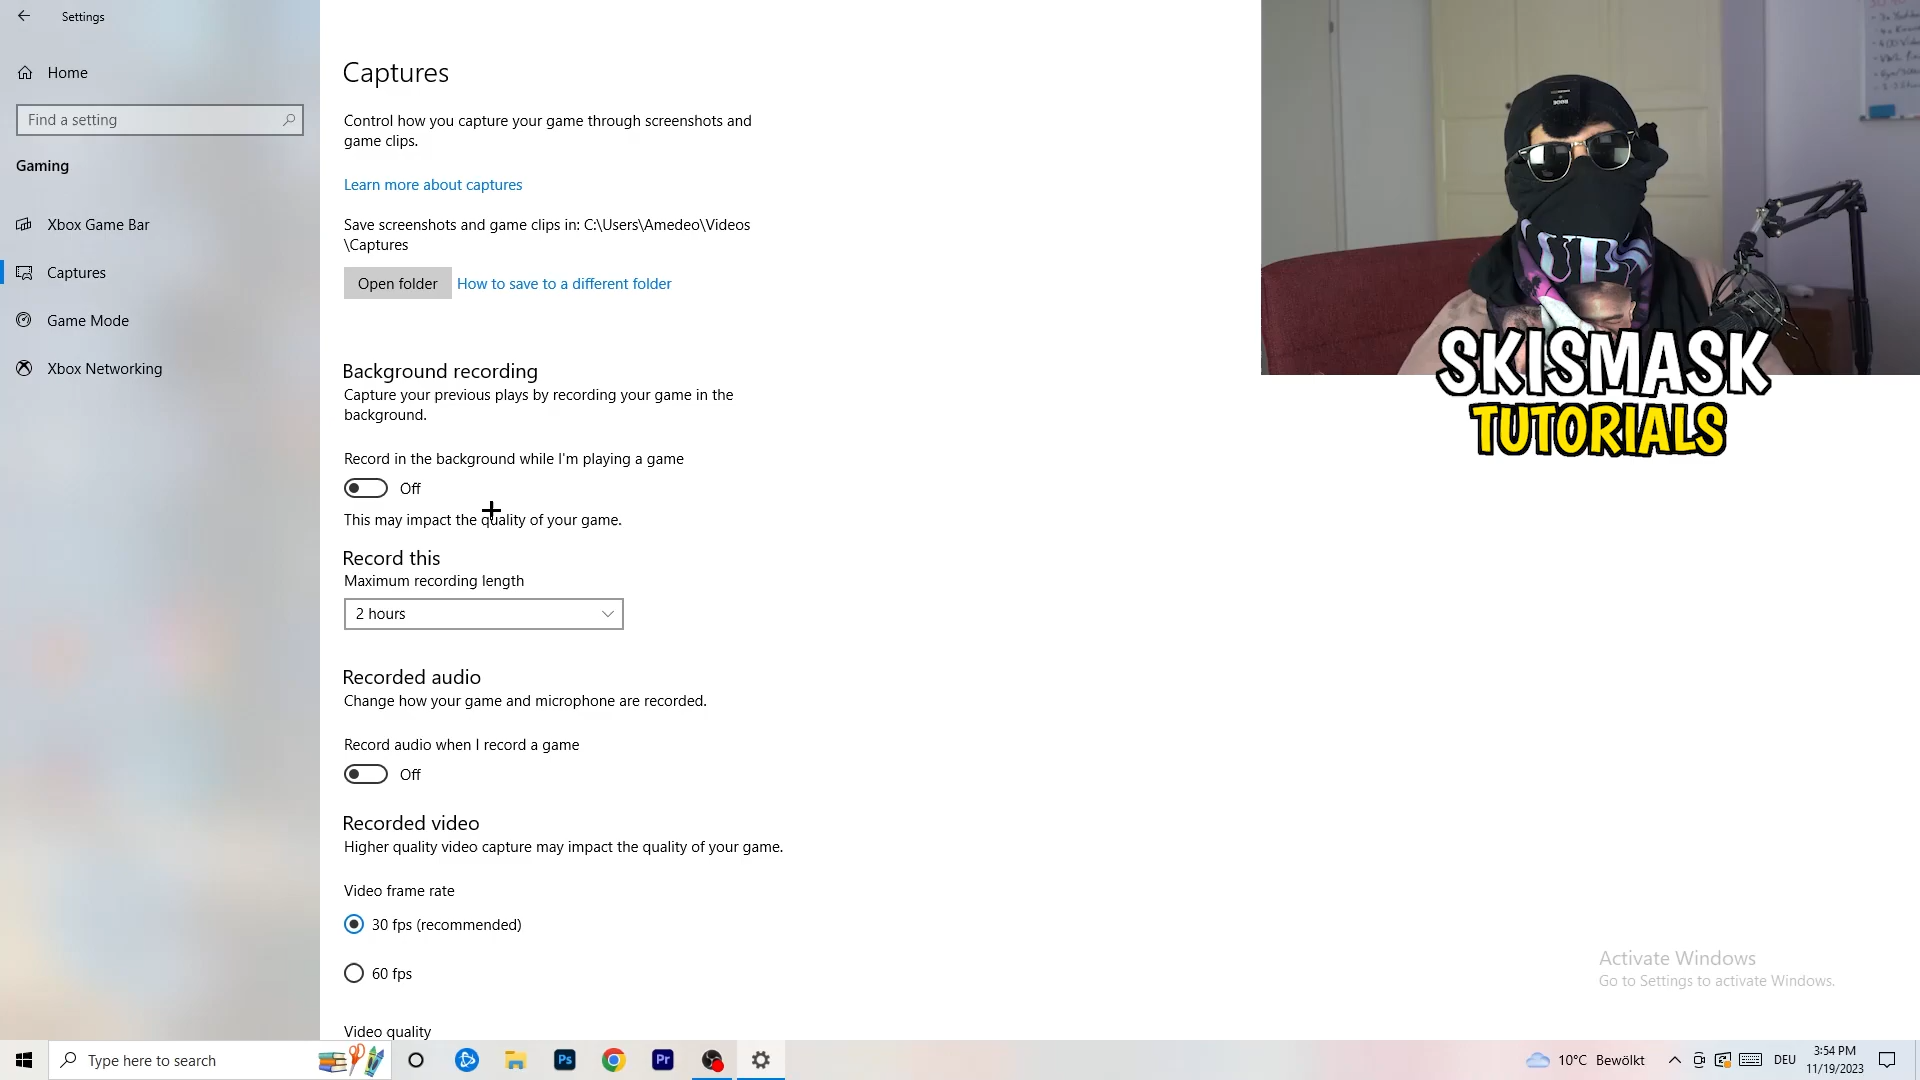 Settings
Home
Find a setting
Gaming
Xbox Game Bar
Captures
Game Mode
Xbox Networking
Captures
Control how you capture your game through screenshots and
game clips.
Learn more about captures
Save screenshots and game clips in: C:\Users\Amedeo\Videos
\Captures
Open folder
How to save to a different folder
Background recording
Capture your previous plays by recording your game in the
background.
Record in the background while I'm playing a game
Off
This may impact the quality of your game.
Record this
Maximum recording length
2 hours
Recorded audio
Change how your game and microphone are recorded.
Record audio when I record a game
Off
Recorded video
Higher quality video capture may impact the quality of your game.
Video frame rate
30 fps (recommended)
60 fps
Video quality
SKISMASK
TUTORIALS
Activate Windows
Go to Settings to activate Windows.
Type here to search
Ps
Pr
10°C Bewölkt
DEU
3:54 PM
11/19/2023